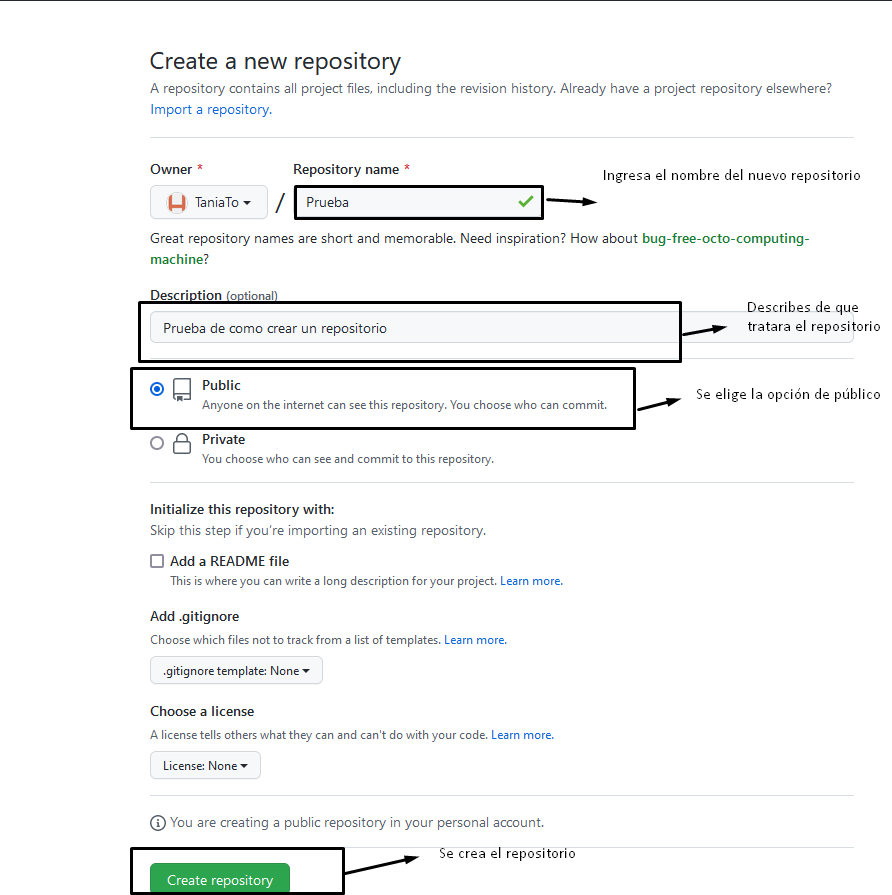 Create a new repository
A repository contains all project files, including the revision history. Already have a project repository elsewhere?
Import a repository.
Owner *
Repository name *
Ingresa el nombre del nuevo repositorio
TaniaTo
/
Prueba
Great repository names are short and memorable. Need inspiration? How about bug-free-octo-computing-
machine?
Description (optional)
Prueba de como crear un repositorio
Describes de que
tratara el repositorio
Public
Anyone on the internet can see this repository. You choose who can commit.
Se elige la opción de público
Private
You choose who can see and commit to this repository.
Initialize this repository with:
Skip this step if you're importing an existing repository.
Add a README file
This is where you can write a long description for your project. Learn more.
Add .gitignore
Choose which files not to track from a list of templates. Learn more.
.gitignore template: None
Choose a license
A license tells others what they can and can't do with your code. Learn more.
License: None
You are creating a public repository in your personal account.
Se crea el repositorio
Create repository